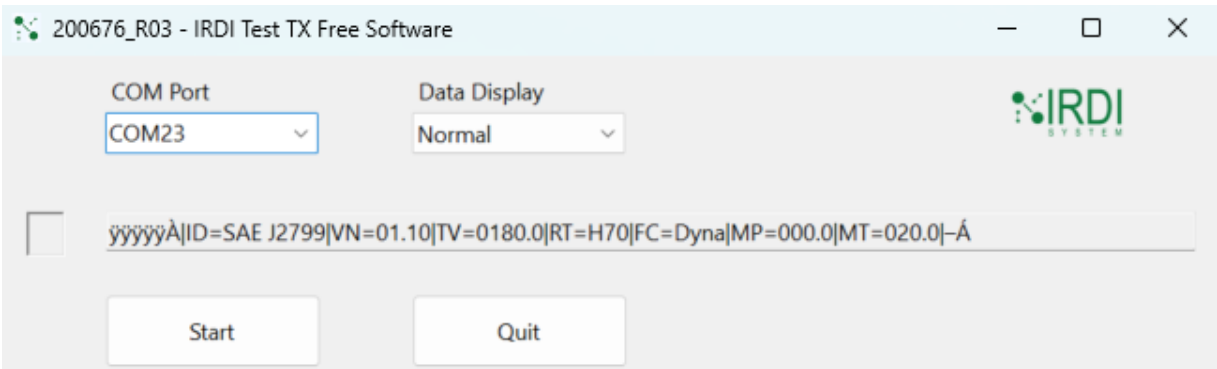 200676_R03 - IRDI Test TX Free Software
COM Port
Data Display
IRDI
SYSTEM
COM23
Normal
ÿÿÿÿÿÀ|ID=SAE J2799|VN=01.10|TV=0180.0|RT=H70|FC=Dyna|MP=000.0|MT=020.0|–Á
Start
Quit